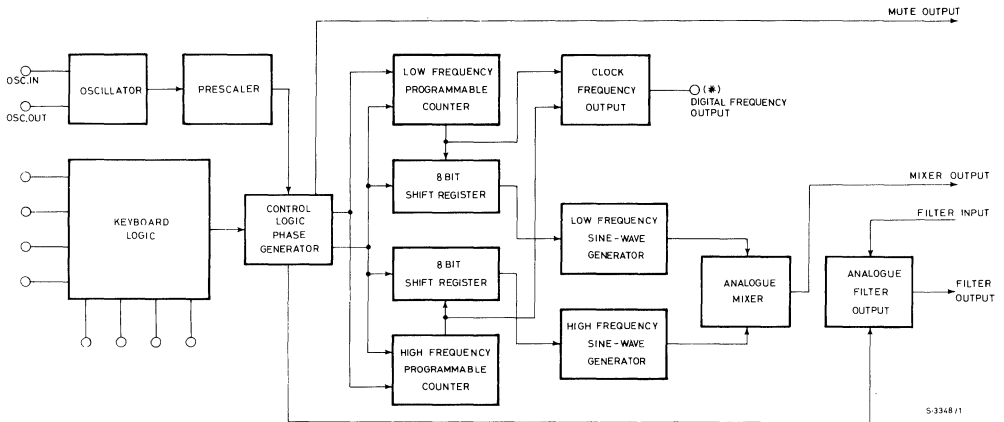 MUTE OUTPUT
OSC.IN
OSC.OUT
OSCILLATOR
PRESCALER
LOW FREQUENCY
PROGRAMMABLE
COUNTER
CLOCK
FREQUENCY
OUTPUT
(*)
DIGITAL FREQUENCY
OUTPUT
KEYBOARD
LOGIC
CONTROL
LOGIC
PHASE
GENERATOR
8 BIT
SHIFT REGISTER
8 BIT
SHIFT REGISTER
HIGH FREQUENCY
PROGRAMMABLE
COUNTER
LOW FREQUENCY
SINE-WAVE
GENERATOR
HIGH FREQUENCY
SINE-WAVE
GENERATOR
ANALOGUE
MIXER
MIXER OUTPUT
FILTER INPUT
ANALOGUE
FILTER
OUTPUT
FILTER
OUTPUT
S-3348/1